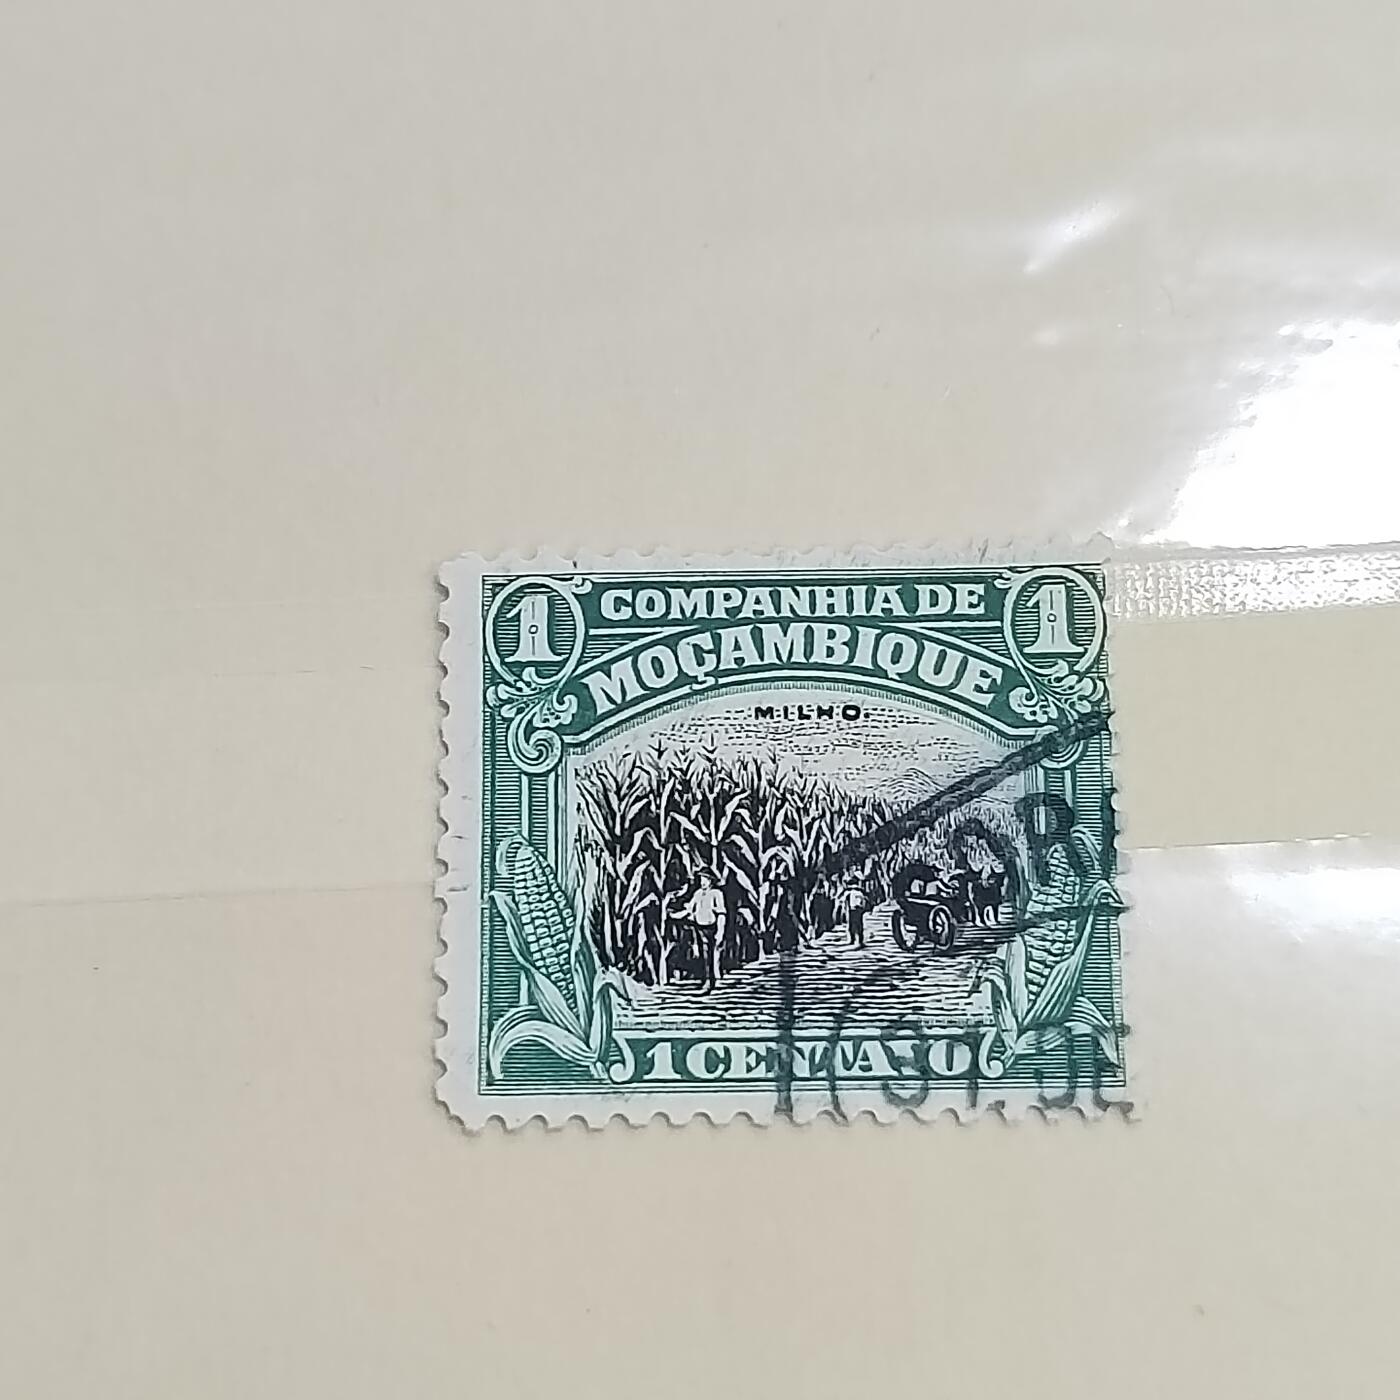 1 COMPANHIA DE 1
MOÇAMBIQUE
MILHO.
1 CENTAVO